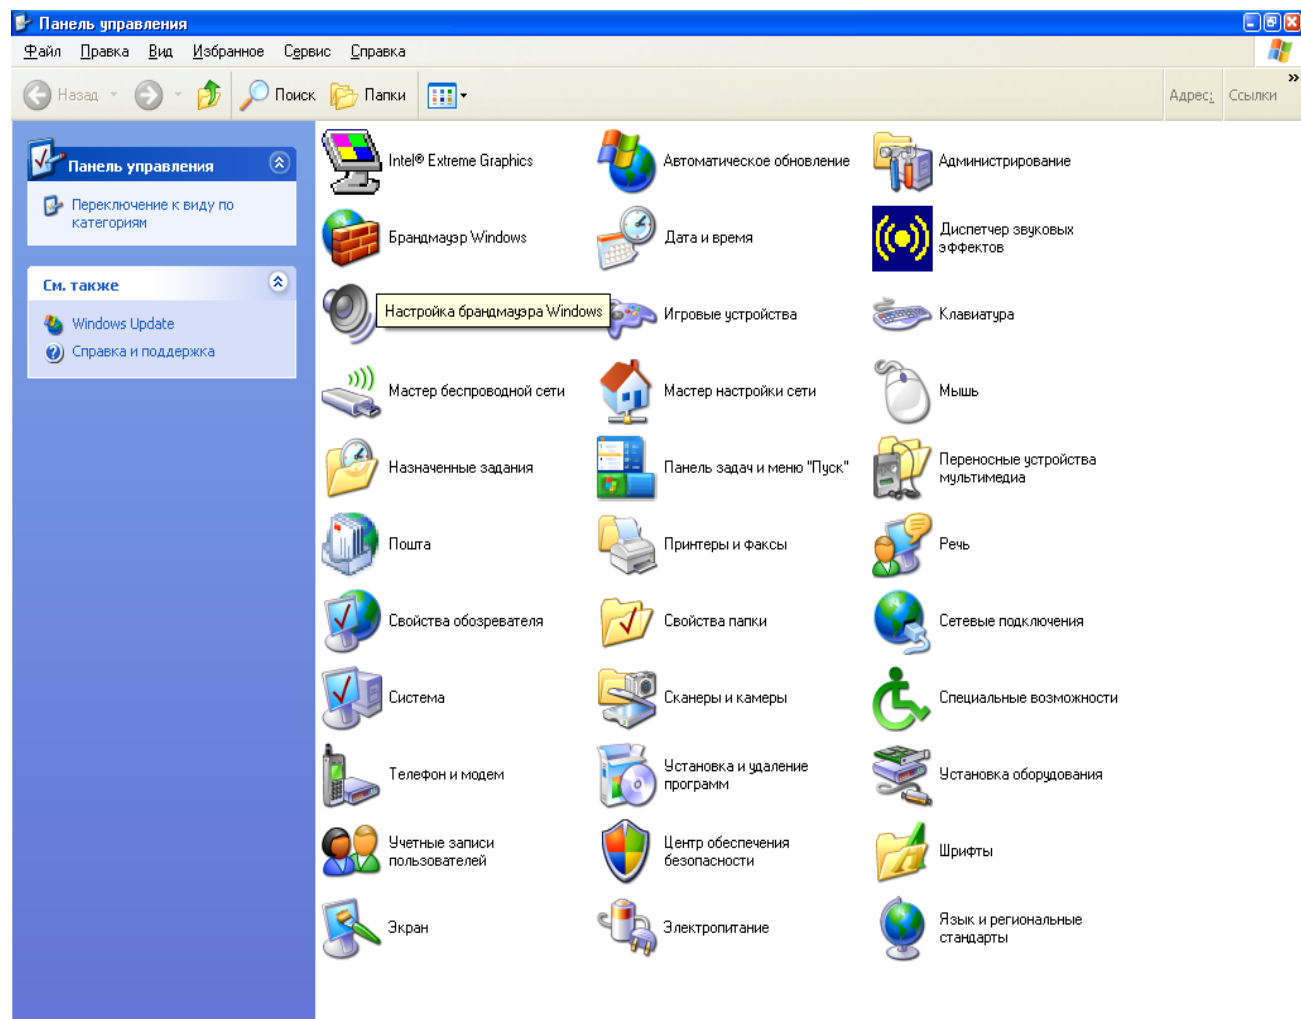 Панель управления
Файл Правка Вид Избранное Сервис Справка
Назад Поиск Папки Адрес: Ссылки »
Панель управления
Переключение к виду по
категориям
См. также
Windows Update
Справка и поддержка
Intel® Extreme Graphics
Автоматическое обновление
Администрирование
Брандмауэр Windows
Дата и время
Диспетчер звуковых
эффектов
Настройка брандмауэра Windows
Игровые устройства
Клавиатура
Мастер беспроводной сети
Мастер настройки сети
Мышь
Назначенные задания
Панель задач и меню "Пуск"
Переносные устройства
мультимедиа
Почта
Принтеры и факсы
Речь
Свойства обозревателя
Свойства папки
Сетевые подключения
Система
Сканеры и камеры
Специальные возможности
Телефон и модем
Установка и удаление
программ
Установка оборудования
Учетные записи
пользователей
Центр обеспечения
безопасности
Шрифты
Экран
Электропитание
Язык и региональные
стандарты